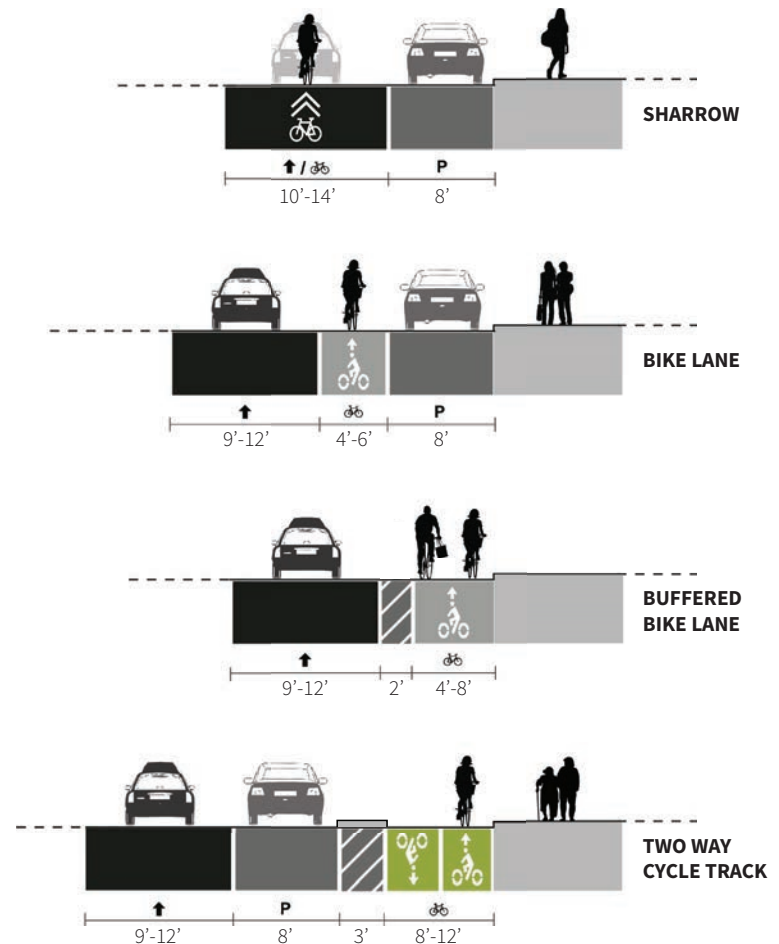 SHARROW
/
P
10’-14’
8’
BIKE LANE
P
9’-12’
4’-6’
8’
BUFFERED
BIKE LANE
9’-12’
2’
4’-8’
TWO WAY
CYCLE TRACK
P
9’-12’
8’
3’
8’-12’